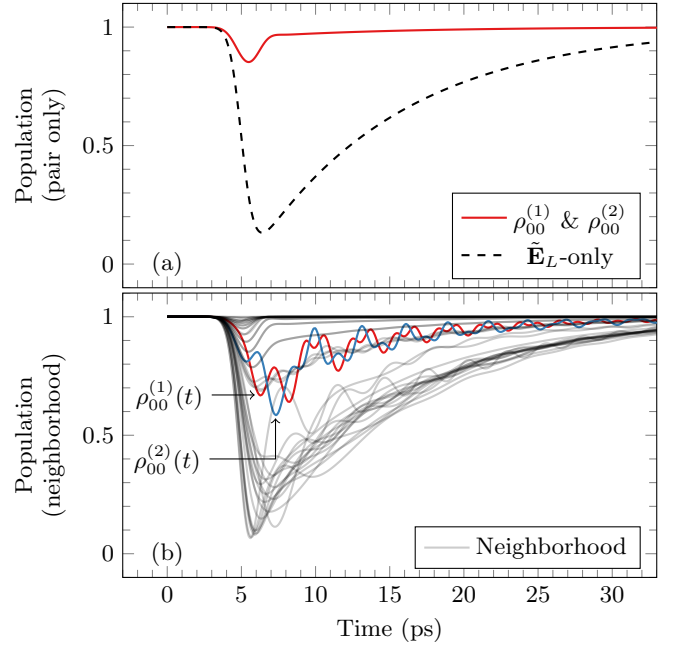 1
0.5
0
Population
(pair only)
(a)
ρ₀₀⁽¹⁾ & ρ₀₀⁽²⁾
Ẽ_L-only
1
0.5
0
Population
(neighborhood)
ρ₀₀⁽¹⁾(t)
ρ₀₀⁽²⁾(t)
(b)
Neighborhood
0 5 10 15 20 25 30
Time (ps)